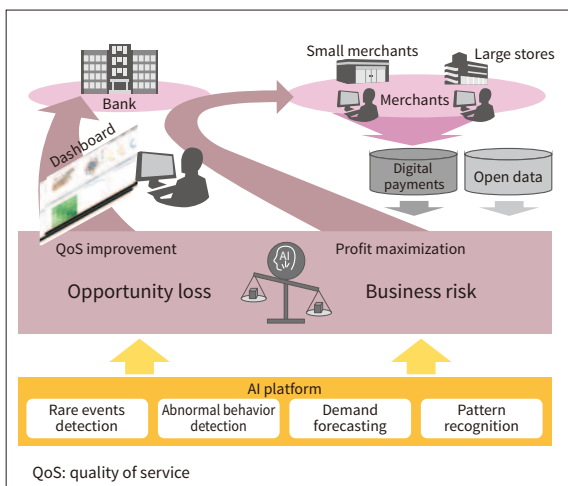 Small merchants
Large stores
Bank
Merchants
Dashboard
Digital
payments
Open data
QoS improvement
Profit maximization
AI
Opportunity loss
Business risk
AI platform
Rare events
detection
Abnormal behavior
detection
Demand
forecasting
Pattern
recognition
QoS: quality of service